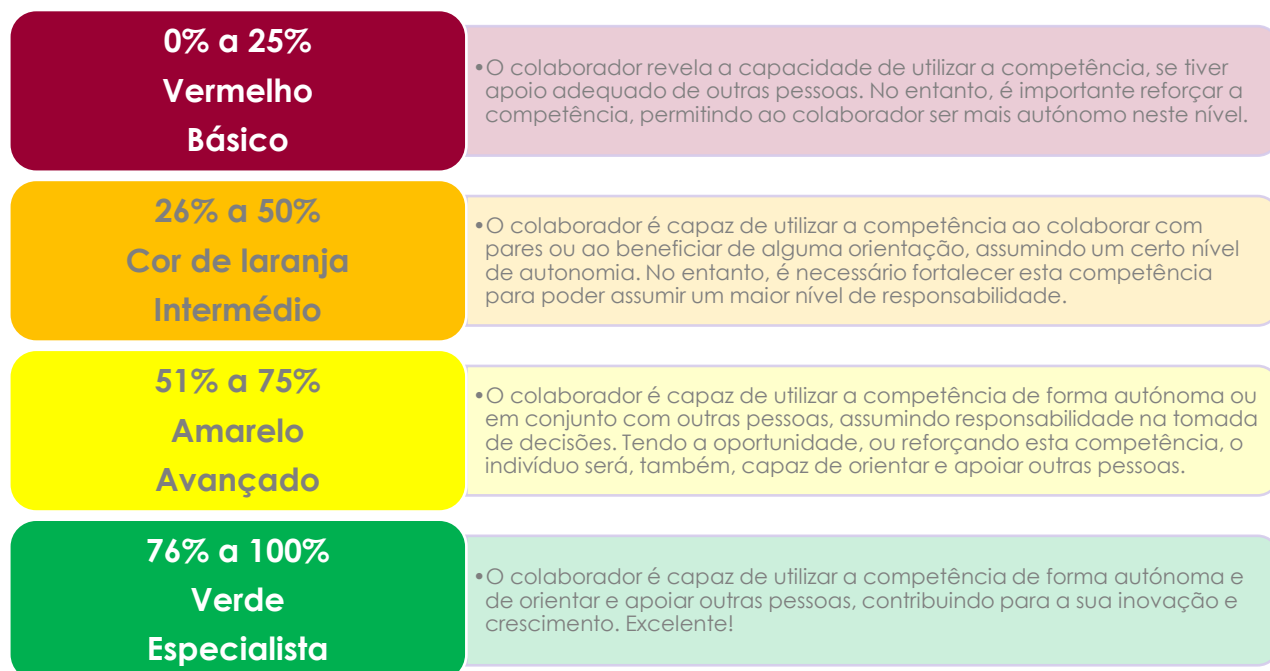 0% a 25%
Vermelho
Básico
•O colaborador revela a capacidade de utilizar a competência, se tiver
apoio adequado de outras pessoas. No entanto, é importante reforçar a
competência, permitindo ao colaborador ser mais autónomo neste nível.
26% a 50%
Cor de laranja
Intermédio
•O colaborador é capaz de utilizar a competência ao colaborar com
pares ou ao beneficiar de alguma orientação, assumindo um certo nível
de autonomia. No entanto, é necessário fortalecer esta competência
para poder assumir um maior nível de responsabilidade.
51% a 75%
Amarelo
Avançado
•O colaborador é capaz de utilizar a competência de forma autónoma ou
em conjunto com outras pessoas, assumindo responsabilidade na tomada
de decisões. Tendo a oportunidade, ou reforçando esta competência, o
indivíduo será, também, capaz de orientar e apoiar outras pessoas.
76% a 100%
Verde
Especialista
•O colaborador é capaz de utilizar a competência de forma autónoma e
de orientar e apoiar outras pessoas, contribuindo para a sua inovação e
crescimento. Excelente!